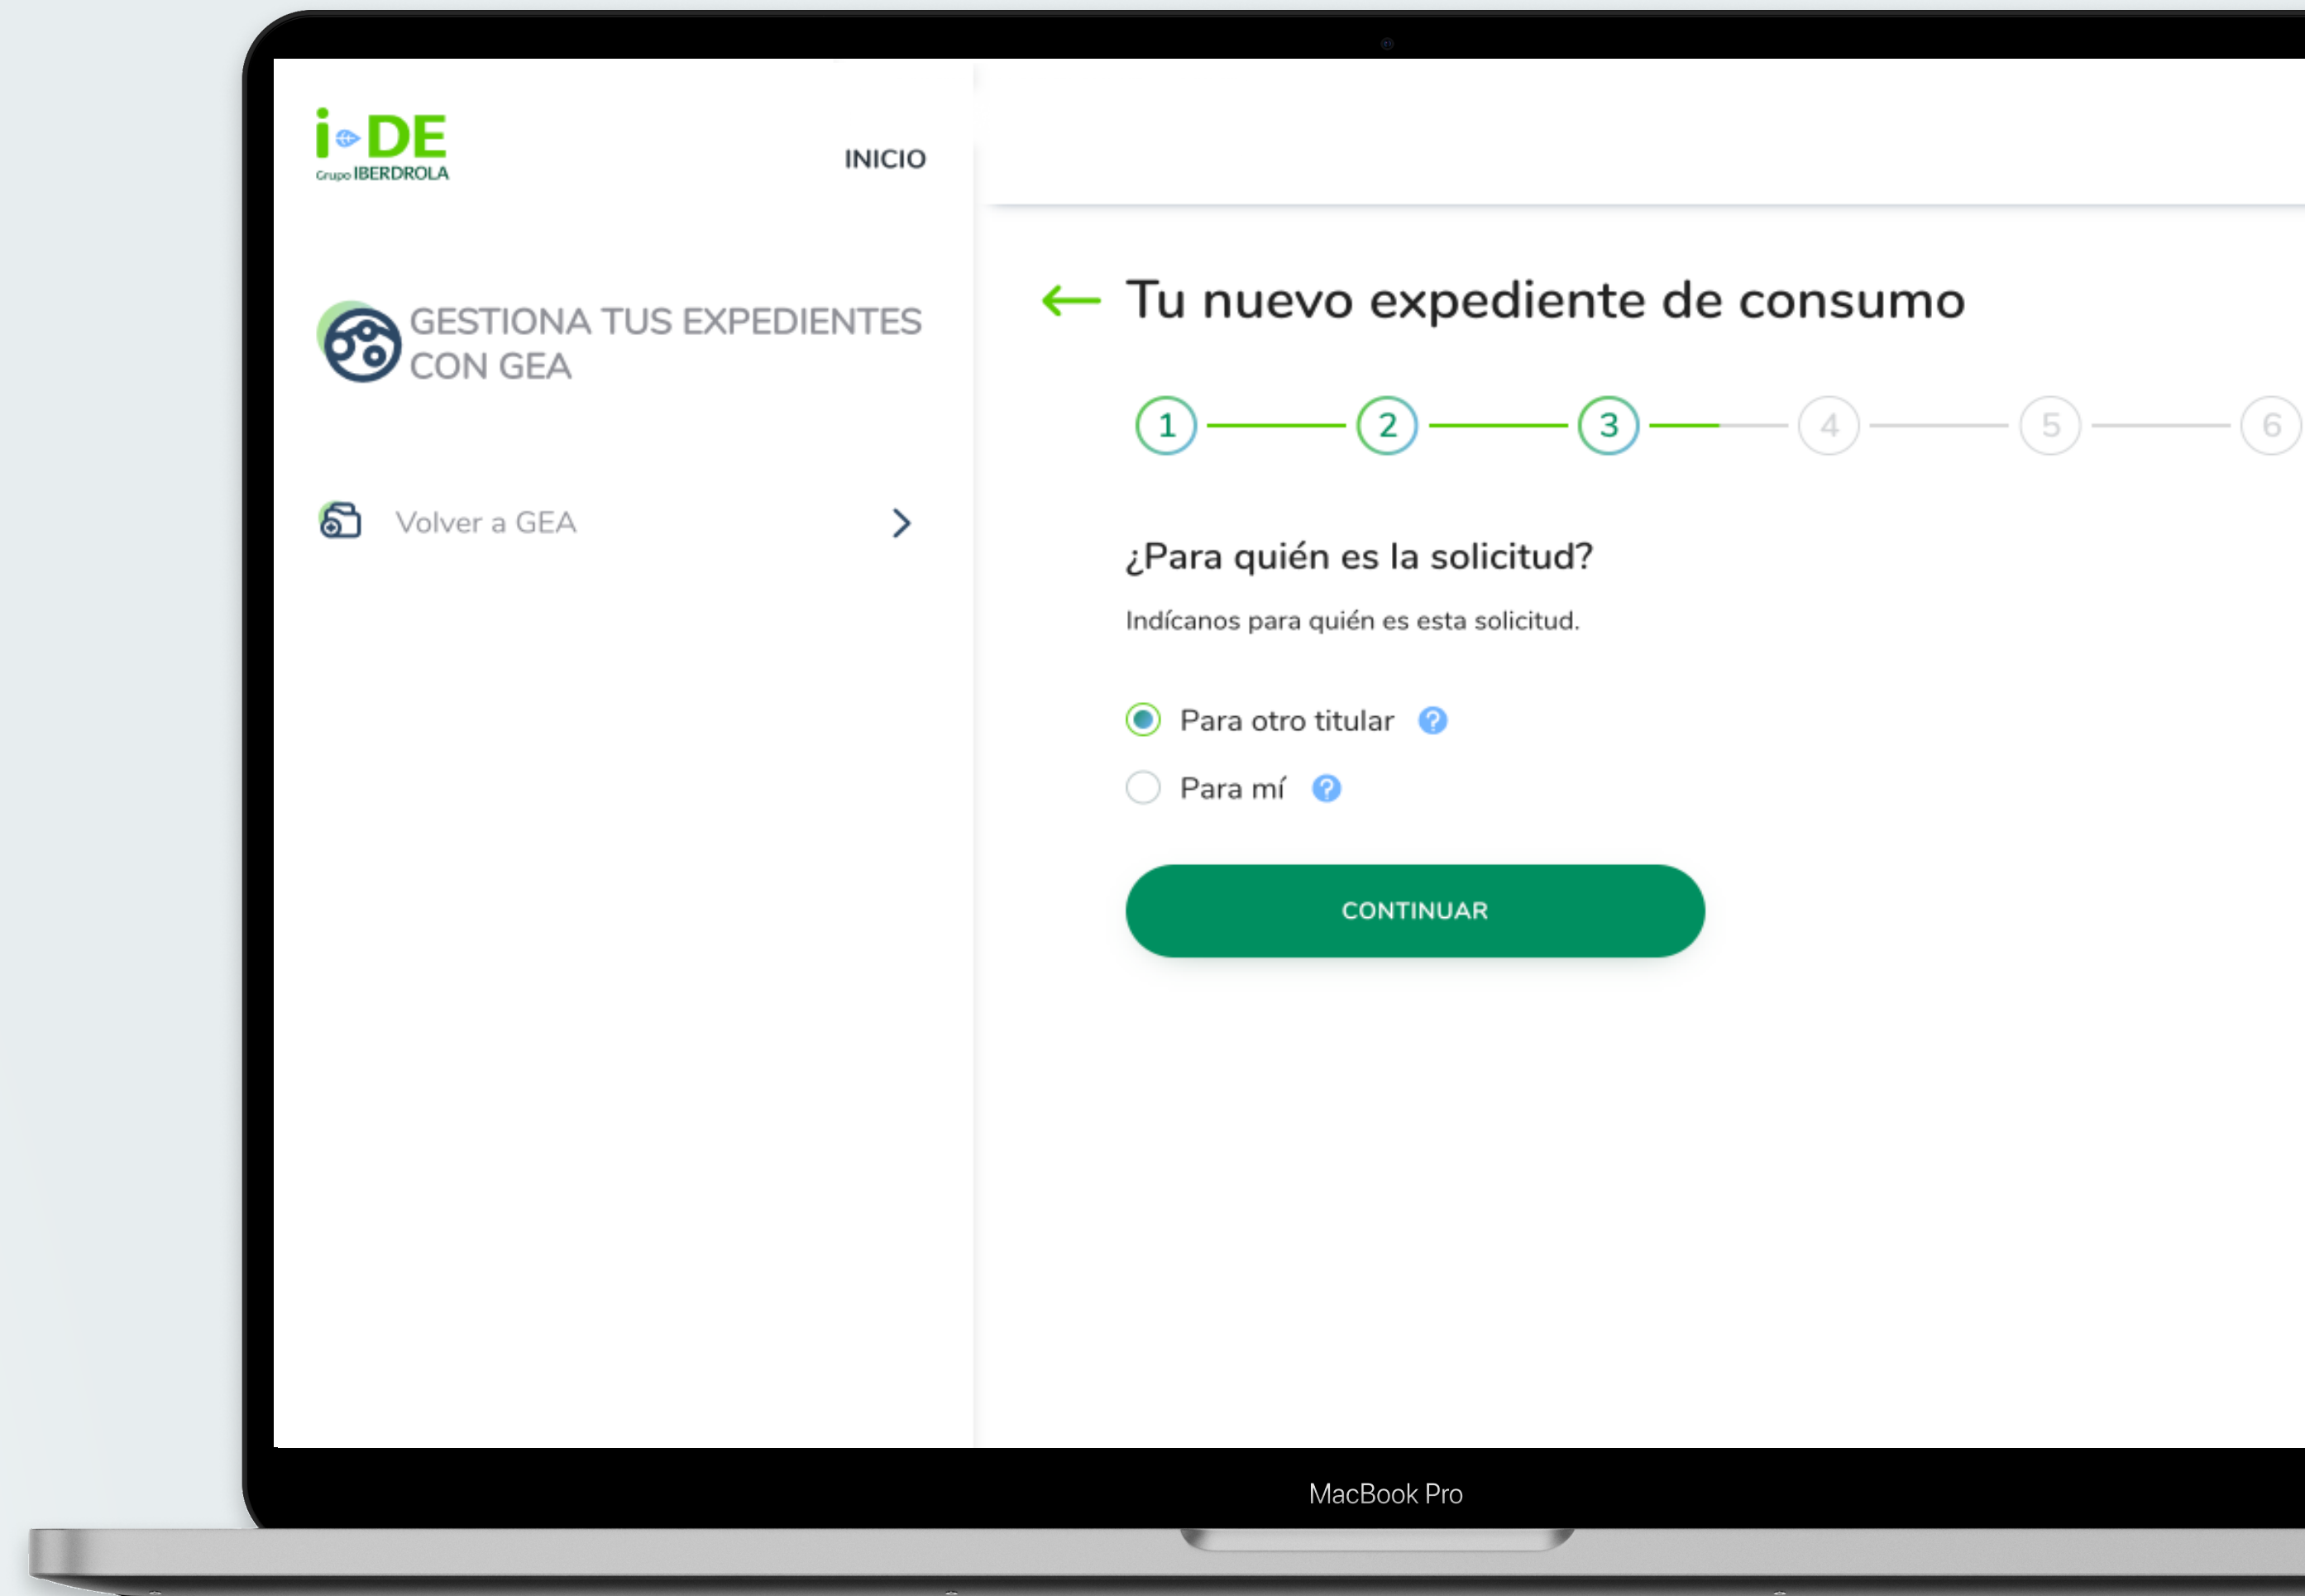 i DE
Grupo IBERDROLA
INICIO
GESTIONA TUS EXPEDIENTES
CON GEA
Volver a GEA
Tu nuevo expediente de consumo
1 2 3 4 5 6
¿Para quién es la solicitud?
Indícanos para quién es esta solicitud.
Para otro titular ?
Para mí ?
CONTINUAR
MacBook Pro